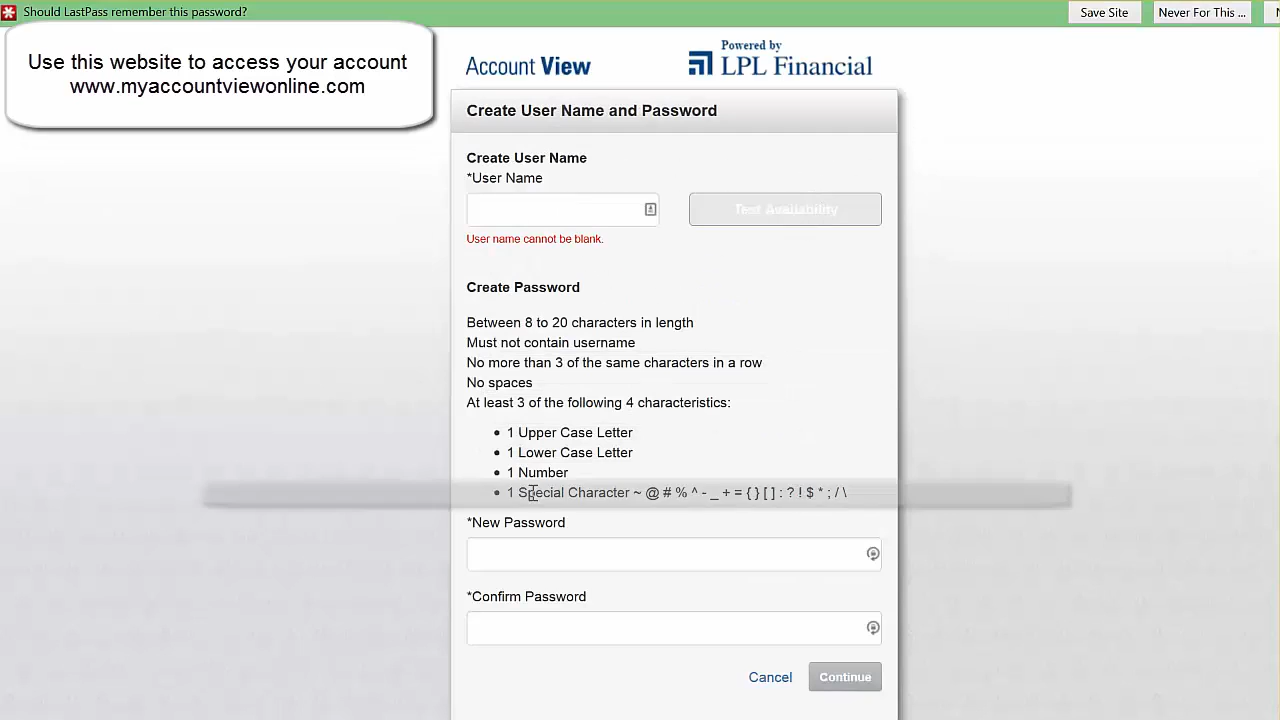 Should LastPass remember this password?
Save Site
Never For This ...
Use this website to access your account
www.myaccountviewonline.com
Account View
Powered by
LPL Financial
Create User Name and Password
Create User Name
*User Name
Test Availability
User name cannot be blank.
Create Password
Between 8 to 20 characters in length
Must not contain username
No more than 3 of the same characters in a row
No spaces
At least 3 of the following 4 characteristics:
• 1 Upper Case Letter
• 1 Lower Case Letter
• 1 Number
• 1 Special Character ~ @ # % ^ - _ + = { } [ ] : ? ! $ * ; / \
*New Password
*Confirm Password
Cancel
Continue